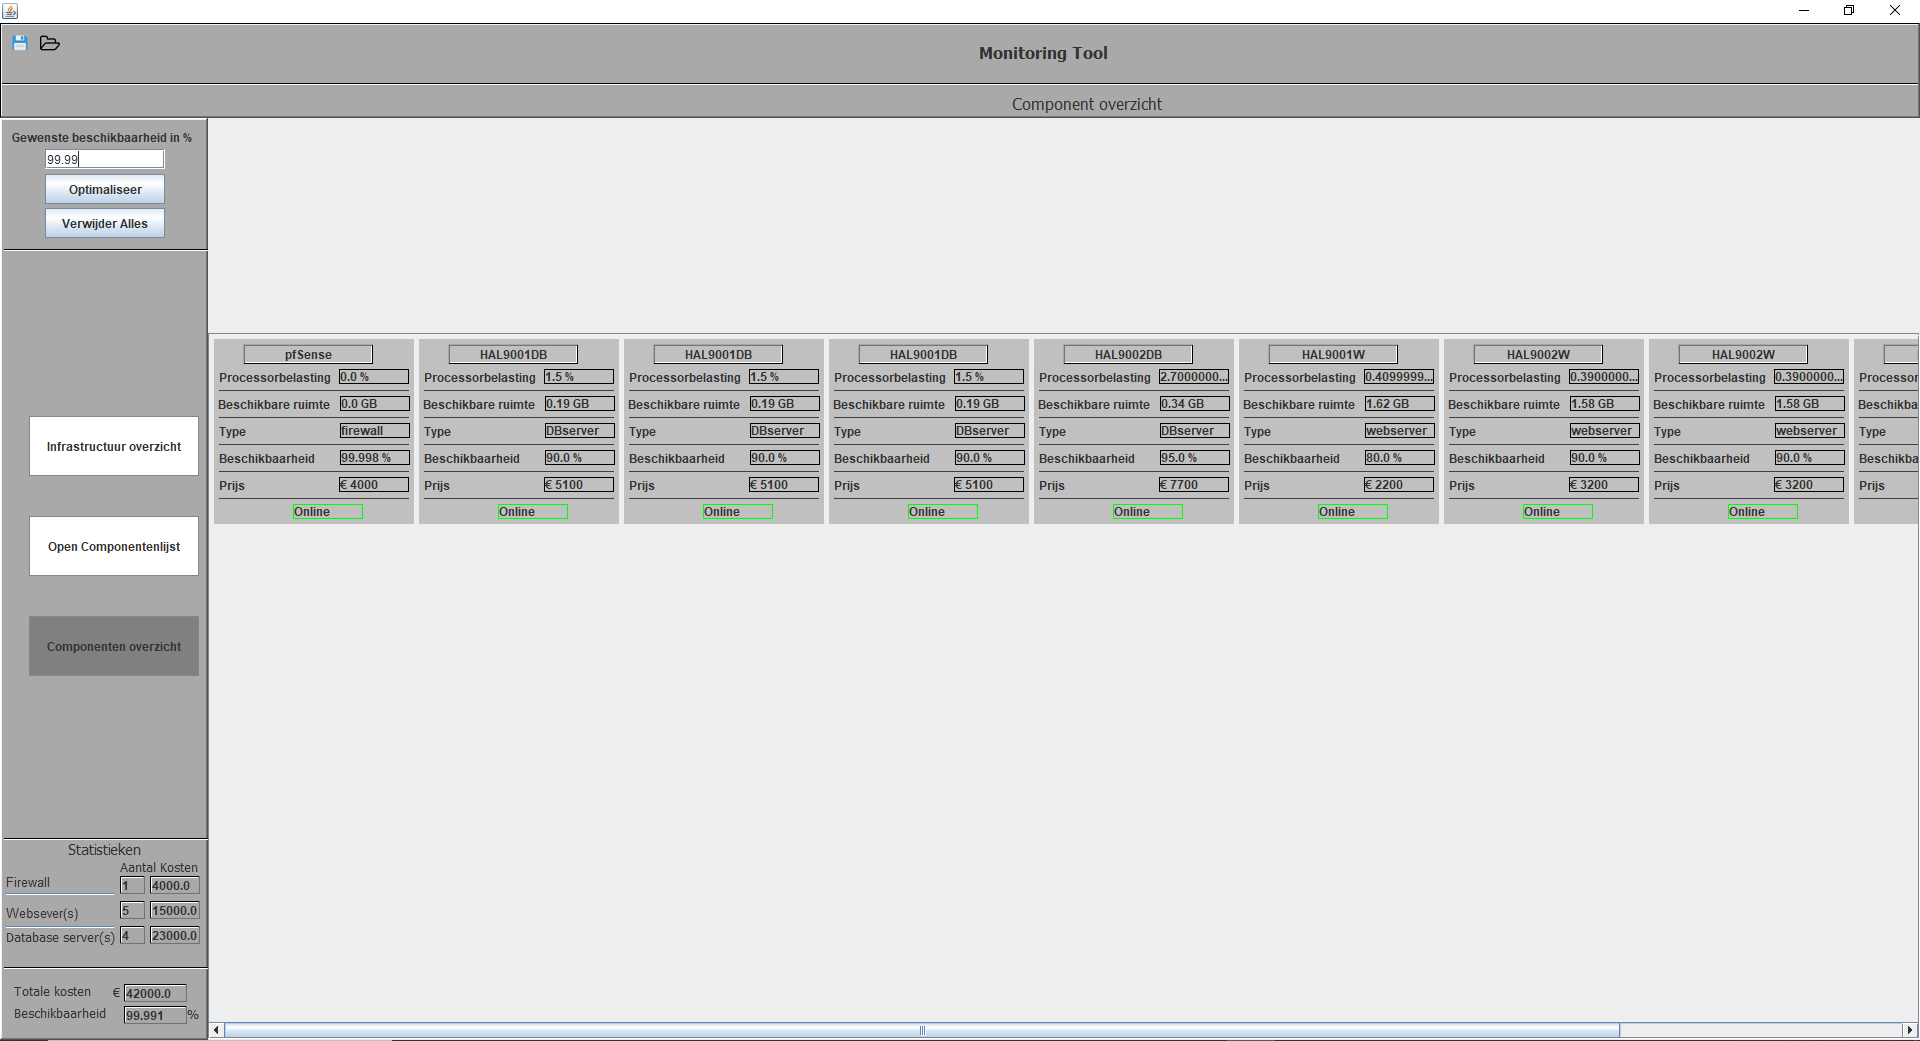 Monitoring Tool
Component overzicht
Gewenste beschikbaarheid in %
99.99
Optimaliseer
Verwijder Alles
Infrastructuur overzicht
Open Componentenlijst
Componenten overzicht
Statistieken
Aantal Kosten
Firewall 1 4000.0
Websever(s) 5 15000.0
Database server(s) 4 23000.0
Totale kosten € 42000.0
Beschikbaarheid 99.991 %
pfSense
Processorbelasting 0.0 %
Beschikbare ruimte 0.0 GB
Type firewall
Beschikbaarheid 99.998 %
Prijs € 4000
Online
HAL9001DB
Processorbelasting 1.5 %
Beschikbare ruimte 0.19 GB
Type DBserver
Beschikbaarheid 90.0 %
Prijs € 5100
Online
HAL9001DB
Processorbelasting 1.5 %
Beschikbare ruimte 0.19 GB
Type DBserver
Beschikbaarheid 90.0 %
Prijs € 5100
Online
HAL9001DB
Processorbelasting 1.5 %
Beschikbare ruimte 0.19 GB
Type DBserver
Beschikbaarheid 90.0 %
Prijs € 5100
Online
HAL9002DB
Processorbelasting 2.7000000...
Beschikbare ruimte 0.34 GB
Type DBserver
Beschikbaarheid 95.0 %
Prijs € 7700
Online
HAL9001W
Processorbelasting 0.4099999...
Beschikbare ruimte 1.62 GB
Type webserver
Beschikbaarheid 80.0 %
Prijs € 2200
Online
HAL9002W
Processorbelasting 0.3900000...
Beschikbare ruimte 1.58 GB
Type webserver
Beschikbaarheid 90.0 %
Prijs € 3200
Online
HAL9002W
Processorbelasting 0.3900000...
Beschikbare ruimte 1.58 GB
Type webserver
Beschikbaarheid 90.0 %
Prijs € 3200
Online
Processor
Beschikba
Type
Beschikba
Prijs